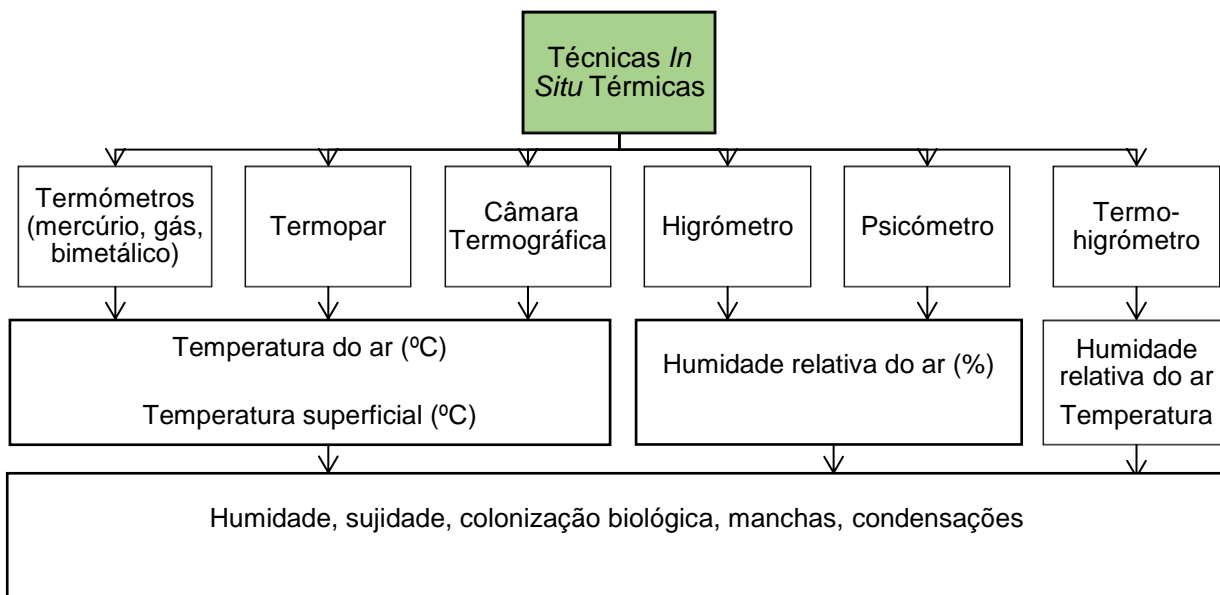 Técnicas In
Situ Térmicas
Termómetros
(mercúrio, gás,
bimetálico)
Termopar
Câmara
Termográfica
Higrómetro
Psicómetro
Termo-
higrómetro
Temperatura do ar (ºC)
Temperatura superficial (ºC)
Humidade relativa do ar (%)
Humidade
relativa do ar
Temperatura
Humidade, sujidade, colonização biológica, manchas, condensações